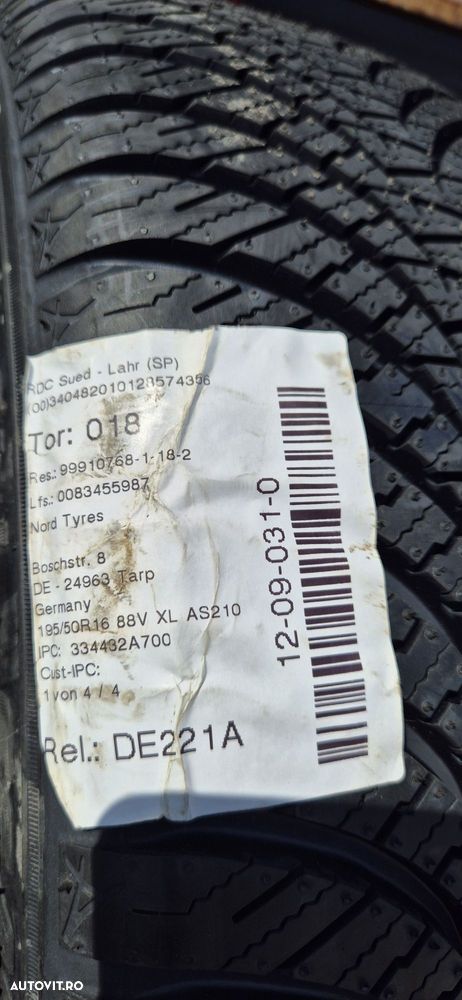 RDC Sued - Lahr (SP)
(00)340482010128574356
Tor: 018
Res.: 99910768-1-18-2
Lfs.: 0083455987
Nord Tyres
Boschstr. 8
DE - 24963 Tarp
Germany
195/50R16 88V XL AS210
IPC: 334432A700
Cust-IPC:
1 von 4 / 4
Rel.: DE221A
12-09-031-0
AUTOVIT.RO